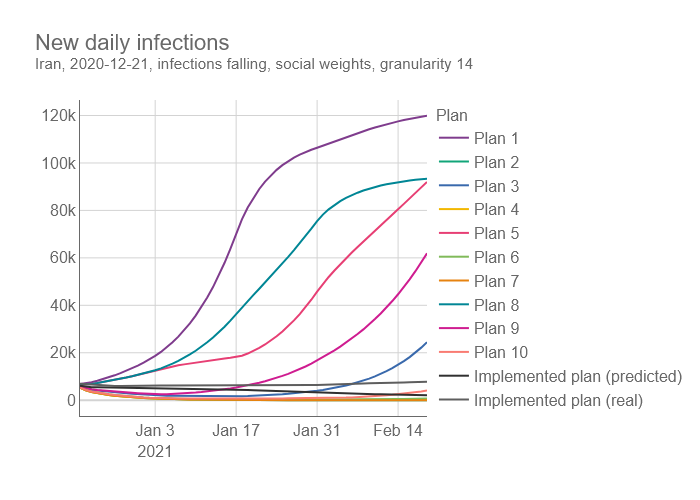 New daily infections
Iran, 2020-12-21, infections falling, social weights, granularity 14
120k
100k
80k
60k
40k
20k
0
Jan 3
2021
Jan 17
Jan 31
Feb 14
Plan
Plan 1
Plan 2
Plan 3
Plan 4
Plan 5
Plan 6
Plan 7
Plan 8
Plan 9
Plan 10
Implemented plan (predicted)
Implemented plan (real)